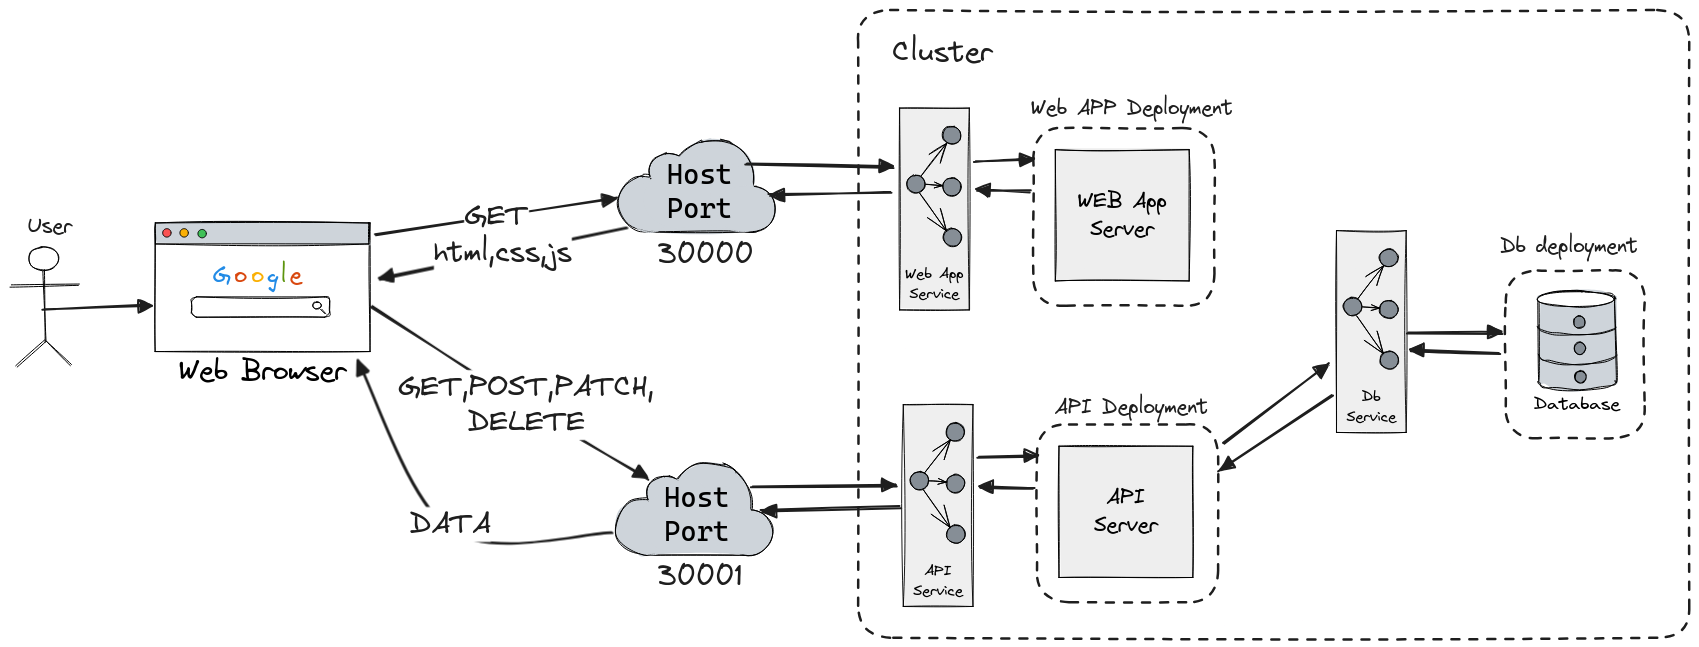 Cluster
Web APP Deployment
Host
Port
30000
WEB App
Server
Web App
Service
User
GET
html,css,js
Google
Web Browser
Db deployment
Database
Db
Service
GET,POST,PATCH,
DELETE
API Deployment
Host
Port
30001
API
Server
API
Service
DATA